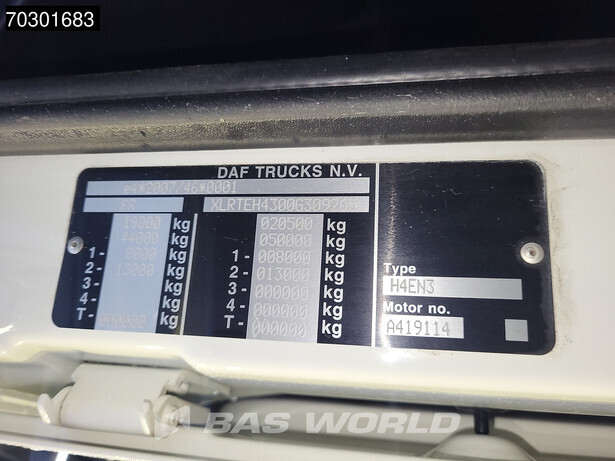 70301683
DAF TRUCKS N.V.
e4*2007/46*0001
FR XLRTEH4300G309265
19000 kg 020500 kg
44000 kg 050000 kg
1- 8000 kg 1- 008000 kg
2- 13000 kg 2- 013000 kg
3- kg 3- 000000 kg
4- kg 4- 000000 kg
T- 000000 kg T- 000000 kg
Type
H4EN3
Motor no.
A419114
BAS WORLD